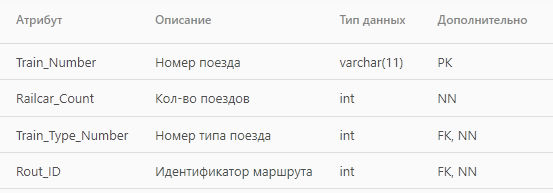 Атрибут Описание Тип данных Дополнительно
Train_Number Номер поезда varchar(11) PK
Railcar_Count Кол-во поездов int NN
Train_Type_Number Номер типа поезда int FK, NN
Rout_ID Идентификатор маршрута int FK, NN